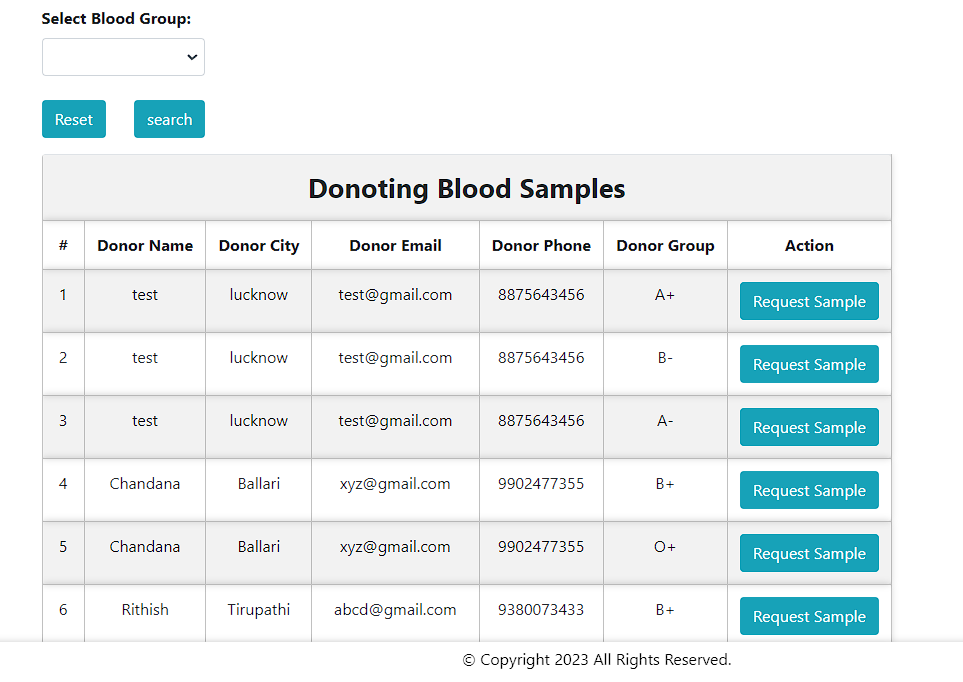 Select Blood Group:
Reset search
Donoting Blood Samples
# Donor Name Donor City Donor Email Donor Phone Donor Group Action
1 test lucknow test@gmail.com 8875643456 A+ Request Sample
2 test lucknow test@gmail.com 8875643456 B- Request Sample
3 test lucknow test@gmail.com 8875643456 A- Request Sample
4 Chandana Ballari xyz@gmail.com 9902477355 B+ Request Sample
5 Chandana Ballari xyz@gmail.com 9902477355 O+ Request Sample
6 Rithish Tirupathi abcd@gmail.com 9380073433 B+ Request Sample
© Copyright 2023 All Rights Reserved.